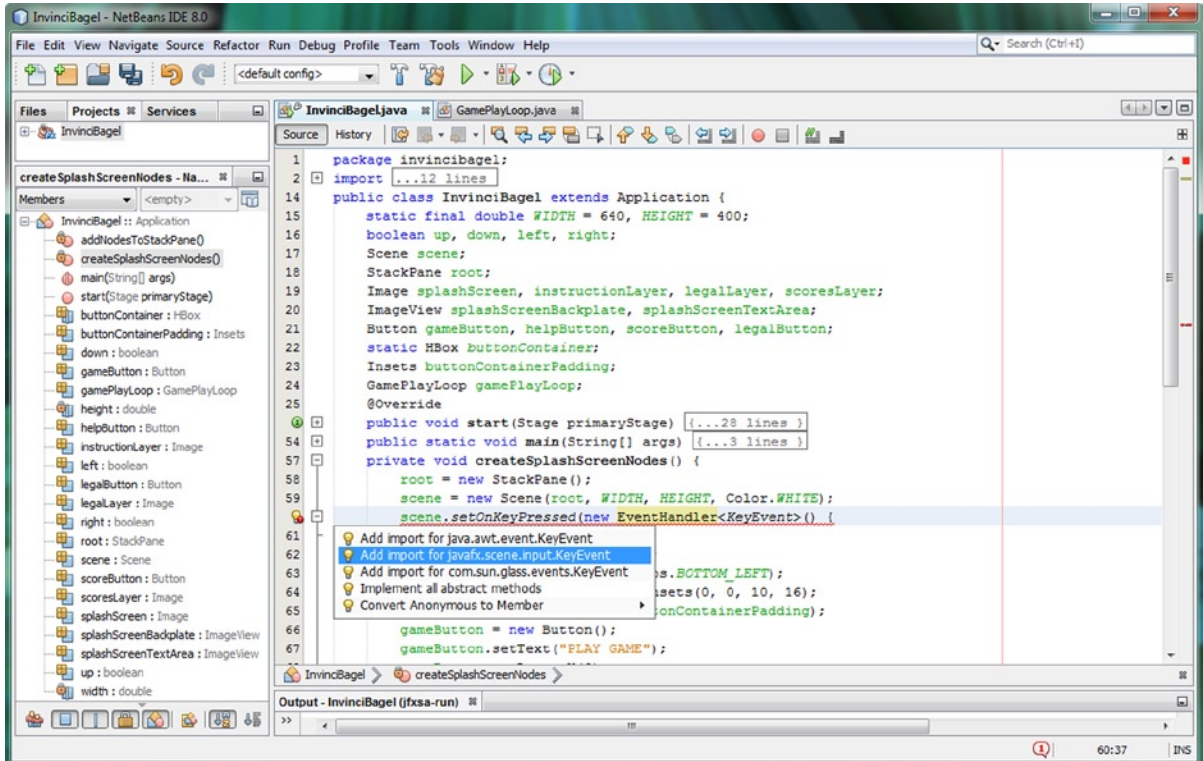 InvinciBagel - NetBeans IDE 8.0
File Edit View Navigate Source Refactor Run Debug Profile Team Tools Window Help
Search (Ctrl+I)
<default config>
Files Projects Services
InvinciBagel.java GamePlayLoop.java
InvinciBagel
Source History
createSplashScreenNodes - Na...
Members <empty>
InvinciBagel :: Application
addNodesToStackPane()
createSplashScreenNodes()
main(String[] args)
start(Stage primaryStage)
buttonContainer : HBox
buttonContainerPadding : Insets
down : boolean
gameButton : Button
gamePlayLoop : GamePlayLoop
height : double
helpButton : Button
instructionLayer : Image
left : boolean
legalButton : Button
legalLayer : Image
right : boolean
root : StackPane
scene : Scene
scoreButton : Button
scoresLayer : Image
splashScreen : Image
splashScreenBackplate : ImageView
splashScreenTextArea : ImageView
up : boolean
width : double
1 package invincibagel;
2 import ...12 lines
14 public class InvinciBagel extends Application {
15 static final double WIDTH = 640, HEIGHT = 400;
16 boolean up, down, left, right;
17 Scene scene;
18 StackPane root;
19 Image splashScreen, instructionLayer, legalLayer, scoresLayer;
20 ImageView splashScreenBackplate, splashScreenTextArea;
21 Button gameButton, helpButton, scoreButton, legalButton;
22 static HBox buttonContainer;
23 Insets buttonContainerPadding;
24 GamePlayLoop gamePlayLoop;
25 @Override
public void start(Stage primaryStage) {...28 lines }
54 public static void main(String[] args) {...3 lines }
57 private void createSplashScreenNodes() {
58 root = new StackPane();
59 scene = new Scene(root, WIDTH, HEIGHT, Color.WHITE);
scene.setOnKeyPressed(new EventHandler<KeyEvent>() {
61 Add import for java.awt.event.KeyEvent
62 Add import for javafx.scene.input.KeyEvent
63 Add import for com.sun.glass.events.KeyEvent s.BOTTOM_LEFT);
64 Implement all abstract methods nsets(0, 0, 10, 16);
65 Convert Anonymous to Member onContainerPadding);
66 gameButton = new Button();
67 gameButton.setText("PLAY GAME");
InvinciBagel createSplashScreenNodes
Output - InvinciBagel (jfxsa-run)
60:37 INS